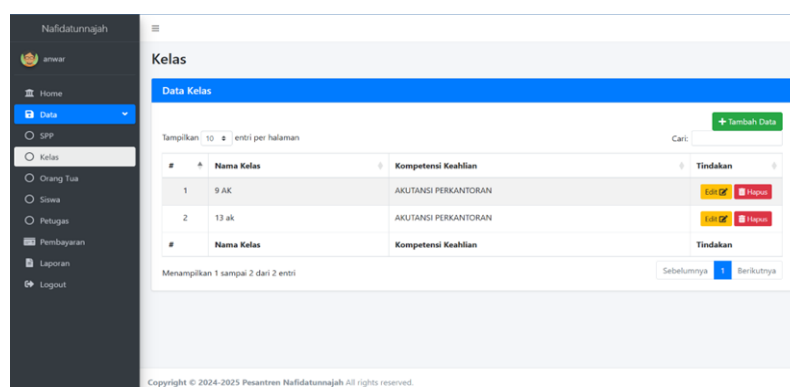 Nafidatunnajah
anwar
Home
Data
SPP
Kelas
Orang Tua
Siswa
Petugas
Pembayaran
Laporan
Logout
Kelas
Data Kelas
+ Tambah Data
Tampilkan 10 entri per halaman Cari:
# Nama Kelas Kompetensi Keahlian Tindakan
1 9 AK AKUTANSI PERKANTORAN Edit Hapus
2 13 ak AKUTANSI PERKANTORAN Edit Hapus
# Nama Kelas Kompetensi Keahlian Tindakan
Menampilkan 1 sampai 2 dari 2 entri Sebelumnya 1 Berikutnya
Copyright © 2024-2025 Pesantren Nafidatunnajah All rights reserved.